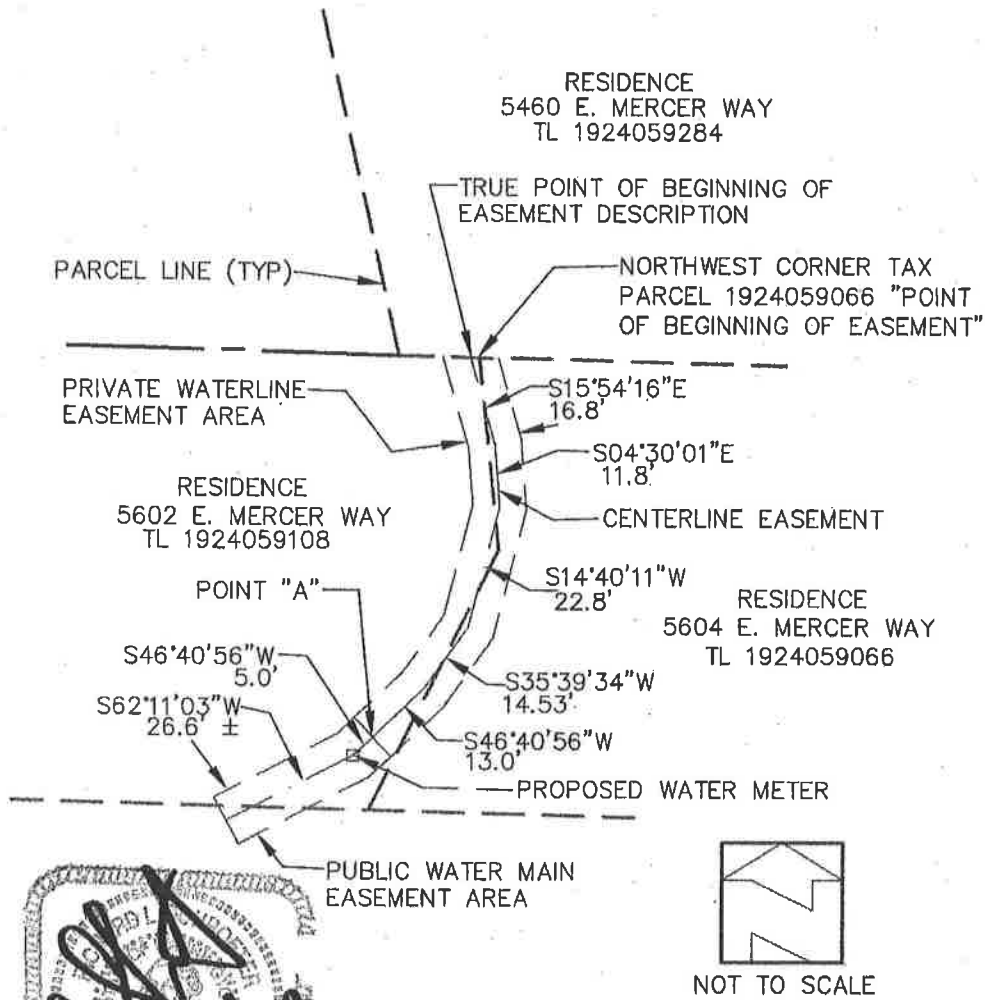 RESIDENCE
5460 E. MERCER WAY
TL 1924059284
TRUE POINT OF BEGINNING OF
EASEMENT DESCRIPTION
PARCEL LINE (TYP)
NORTHWEST CORNER TAX
PARCEL 1924059066 "POINT
OF BEGINNING OF EASEMENT"
PRIVATE WATERLINE
EASEMENT AREA
S15°54'16"E
16.8'
S04°30'01"E
11.8'
RESIDENCE
5602 E. MERCER WAY
TL 1924059108
CENTERLINE EASEMENT
POINT "A"
S14°40'11"W
22.8'
RESIDENCE
5604 E. MERCER WAY
TL 1924059066
S46°40'56"W
5.0'
S35°39'34"W
14.53'
S62°11'03"W
26.6' ±
S46°40'56"W
13.0'
PROPOSED WATER METER
PUBLIC WATER MAIN
EASEMENT AREA
NOT TO SCALE